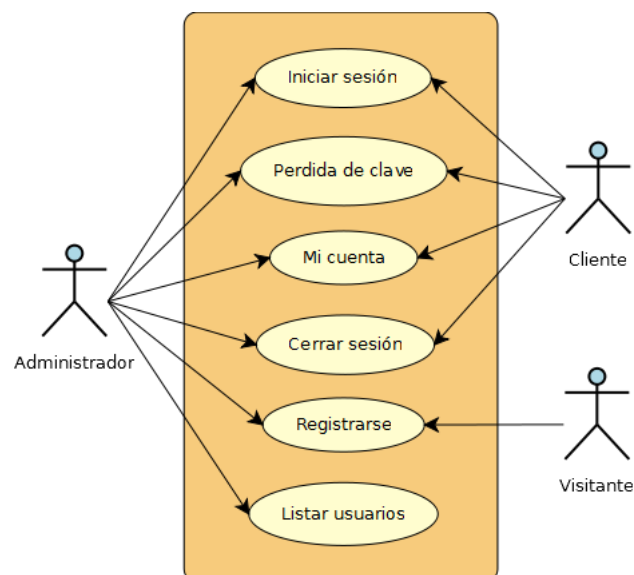 Iniciar sesión
Perdida de clave
Mi cuenta
Cliente
Cerrar sesión
Administrador
Registrarse
Visitante
Listar usuarios